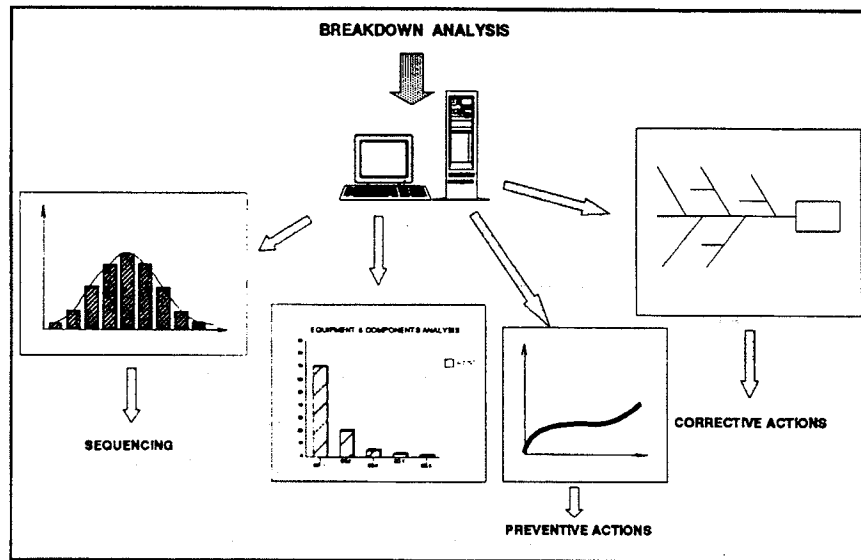 BREAKDOWN ANALYSIS
EQUIPMENT & COMPONENTS ANALYSIS
SEQUENCING
CORRECTIVE ACTIONS
PREVENTIVE ACTIONS